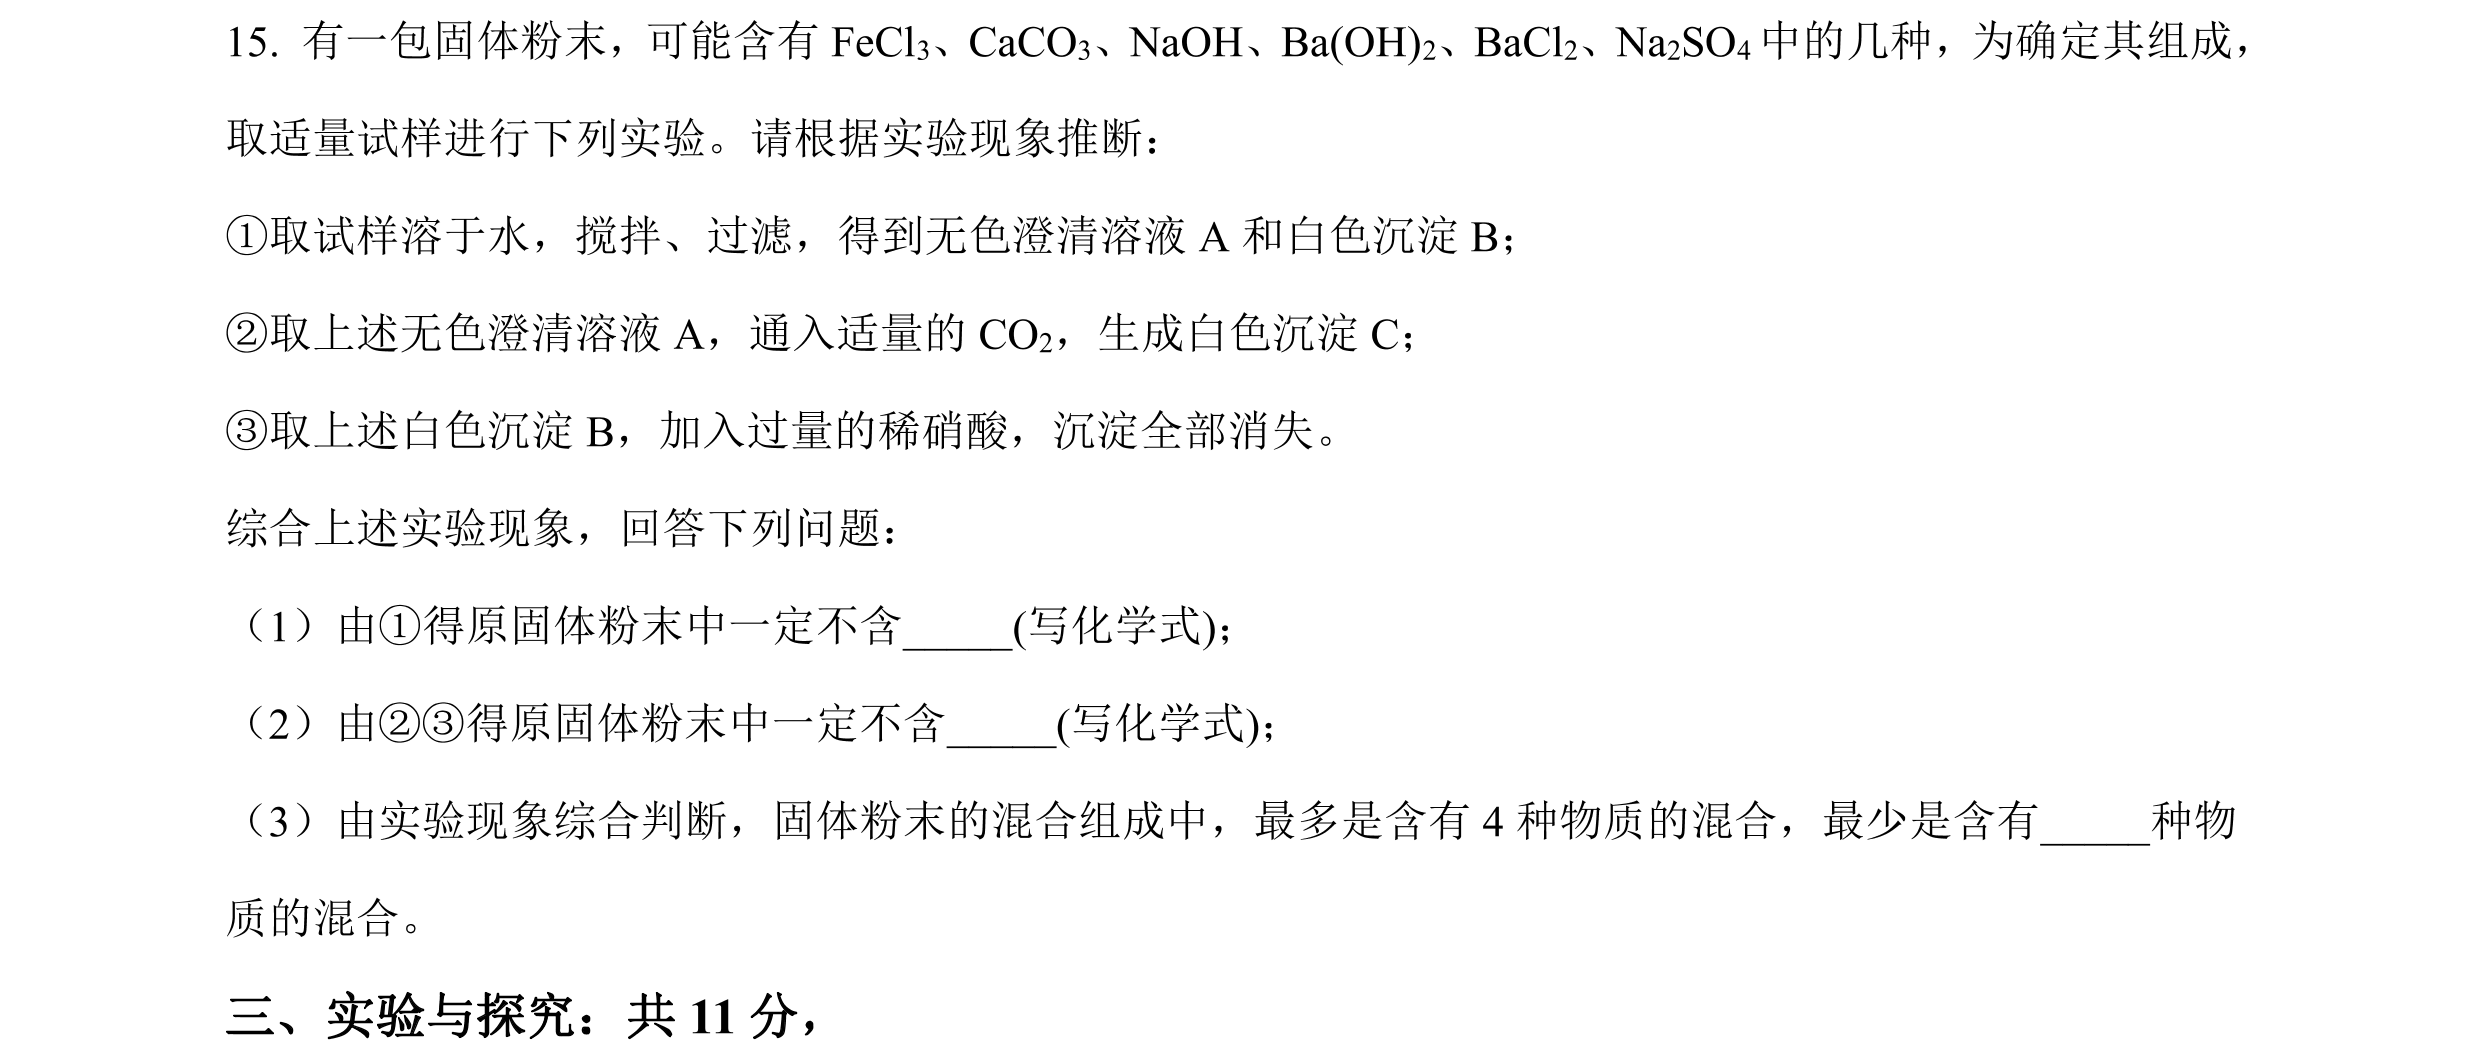 15. 有一包固体粉末，可能含有 FeCl₃、CaCO₃、NaOH、Ba(OH)₂、BaCl₂、Na₂SO₄中的几种，为确定其组成，
取适量试样进行下列实验。请根据实验现象推断：
①取试样溶于水，搅拌、过滤，得到无色澄清溶液 A 和白色沉淀 B；
②取上述无色澄清溶液 A，通入适量的 CO₂，生成白色沉淀 C；
③取上述白色沉淀 B，加入过量的稀硝酸，沉淀全部消失。
综合上述实验现象，回答下列问题：
（1）由①得原固体粉末中一定不含_____(写化学式)；
（2）由②③得原固体粉末中一定不含_____(写化学式)；
（3）由实验现象综合判断，固体粉末的混合组成中，最多是含有 4 种物质的混合，最少是含有_____种物
质的混合。
三、实验与探究：共 11 分，